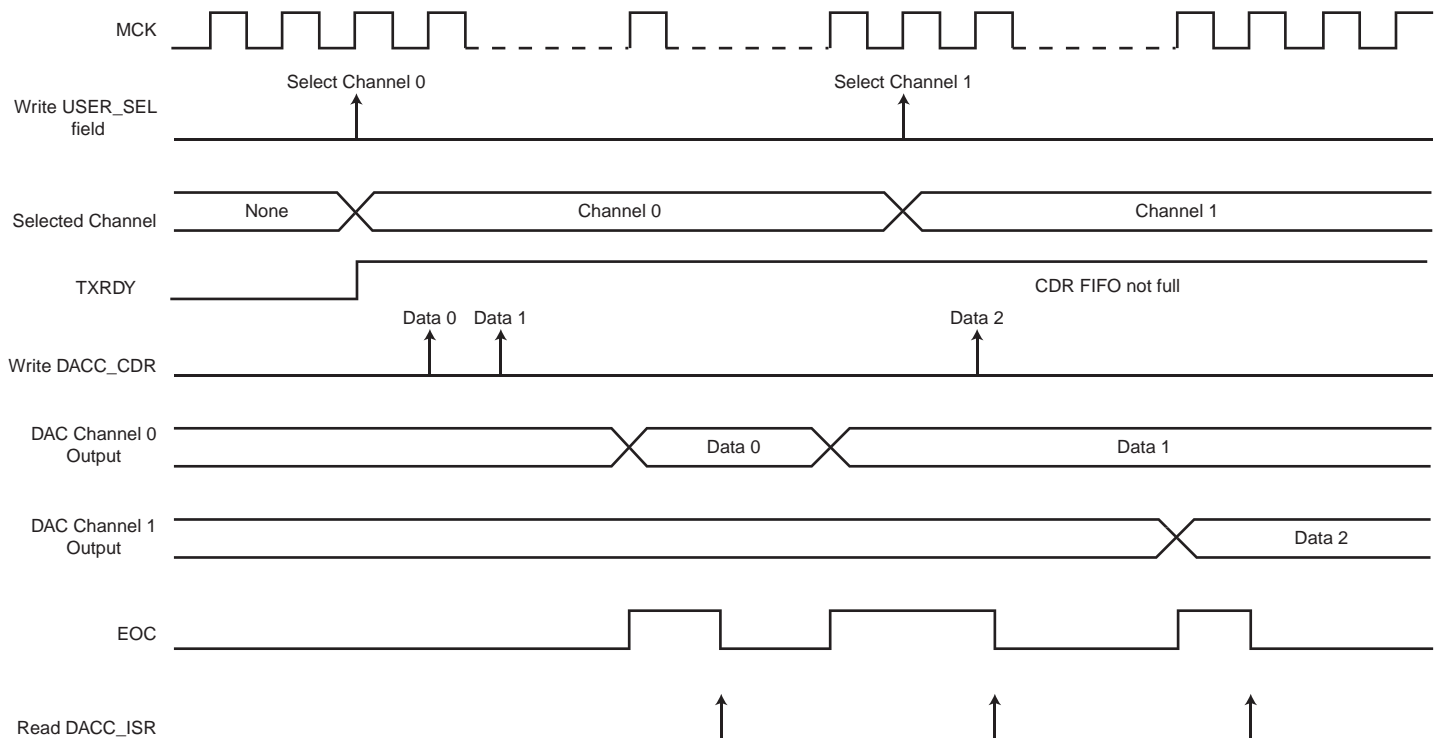 MCK
Select Channel 0
Select Channel 1
Write USER_SEL
field
Selected Channel
None
Channel 0
Channel 1
TXRDY
CDR FIFO not full
Data 0
Data 1
Data 2
Write DACC_CDR
DAC Channel 0
Output
Data 0
Data 1
DAC Channel 1
Output
Data 2
EOC
Read DACC_ISR